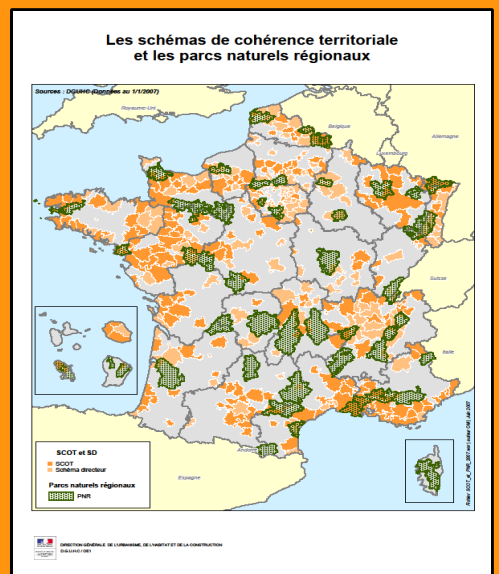 Les schémas de cohérence territoriale
et les parcs naturels régionaux
Sources : DGUHC (Données au 1/1/2007)
Royaume-Uni
Belgique
Allemagne
Luxembourg
Suisse
Italie
Andorre
Espagne
SCOT et SD
SCOT
Schéma directeur
Parcs naturels régionaux
PNR
DIRECTION GÉNÉRALE DE L'URBANISME, DE L'HABITAT ET DE LA CONSTRUCTION
D.G.U.H.C / DE1